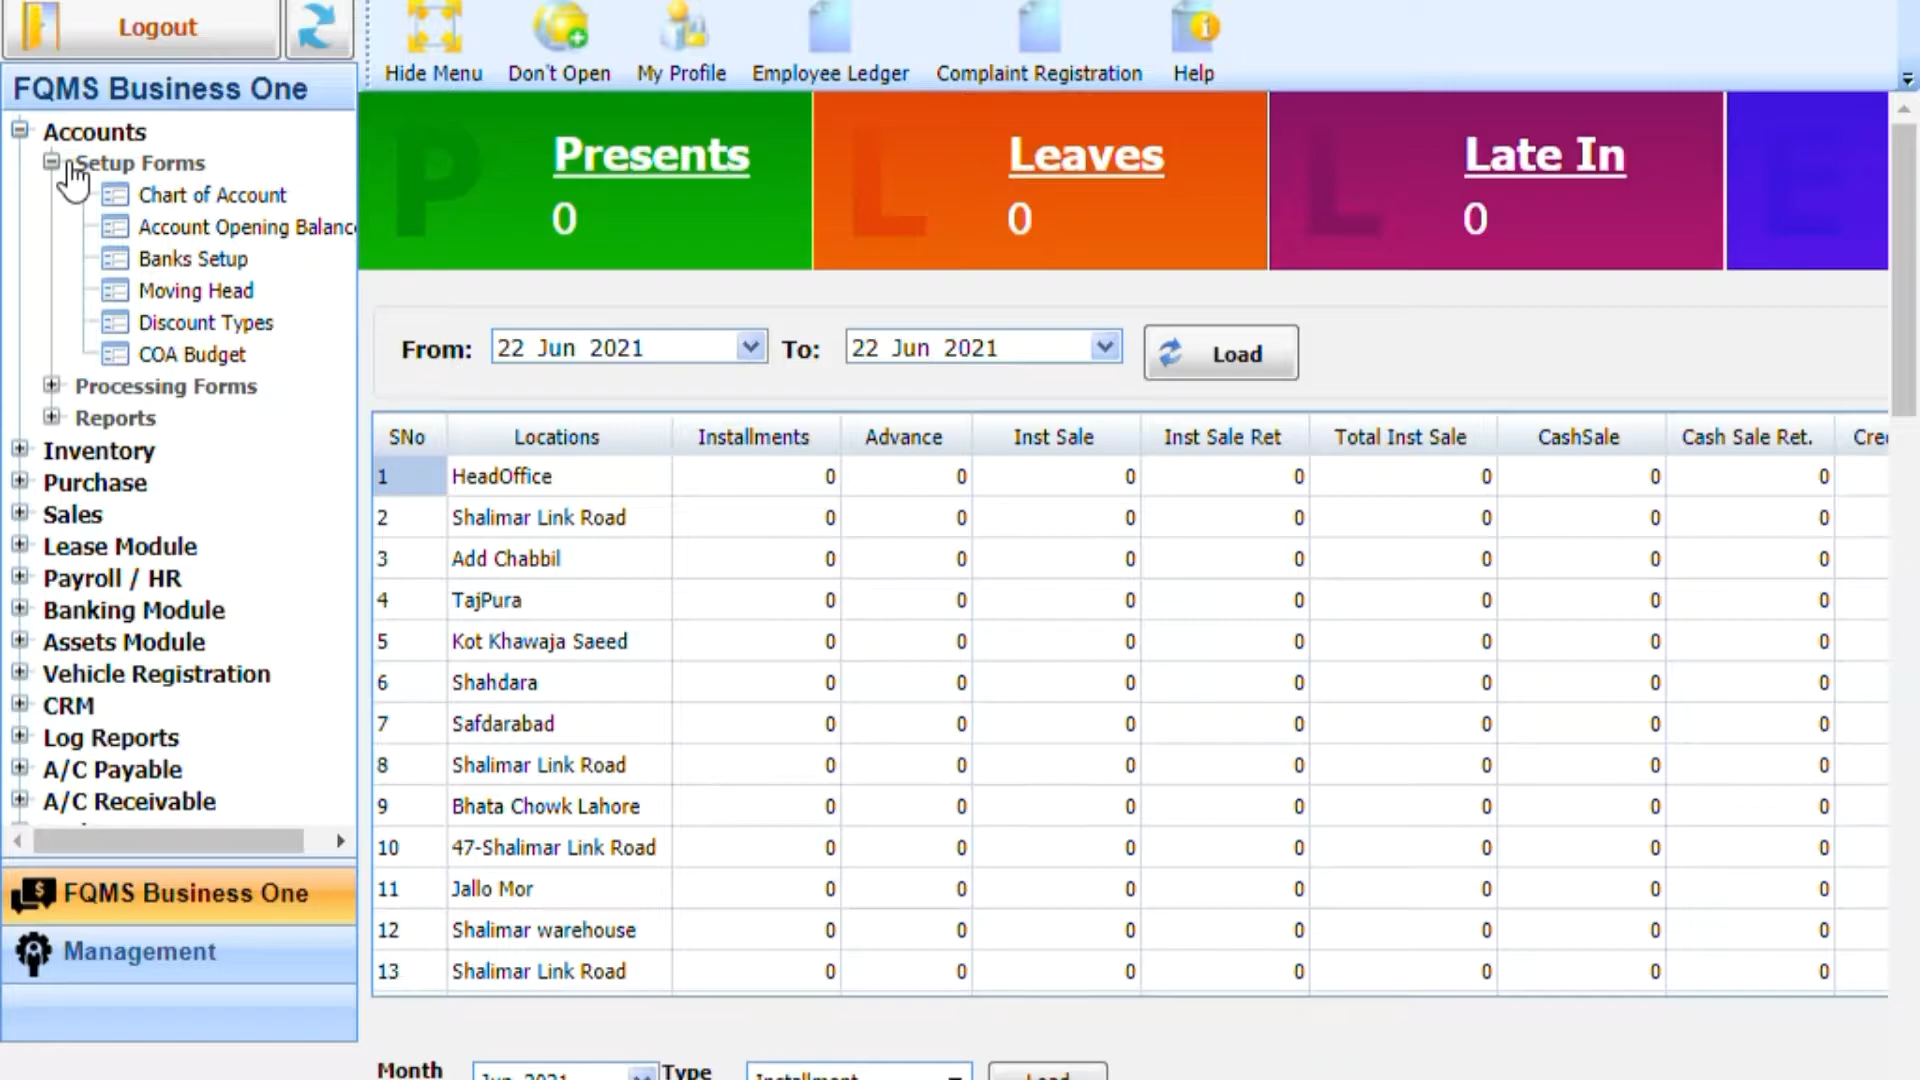 Logout
Hide Menu Don't Open My Profile Employee Ledger Complaint Registration Help
FQMS Business One
Accounts
Setup Forms
Chart of Account
Account Opening Balance
Banks Setup
Moving Head
Discount Types
COA Budget
Processing Forms
Reports
Inventory
Purchase
Sales
Lease Module
Payroll / HR
Banking Module
Assets Module
Vehicle Registration
CRM
Log Reports
A/C Payable
A/C Receivable
FQMS Business One
Management
P Presents
0
L Leaves
0
L Late In
0
E
From: 22 Jun 2021 To: 22 Jun 2021 Load
SNo Locations Installments Advance Inst Sale Inst Sale Ret Total Inst Sale CashSale Cash Sale Ret. Cre
1 HeadOffice 0 0 0 0 0 0 0
2 Shalimar Link Road 0 0 0 0 0 0 0
3 Add Chabbil 0 0 0 0 0 0 0
4 TajPura 0 0 0 0 0 0 0
5 Kot Khawaja Saeed 0 0 0 0 0 0 0
6 Shahdara 0 0 0 0 0 0 0
7 Safdarabad 0 0 0 0 0 0 0
8 Shalimar Link Road 0 0 0 0 0 0 0
9 Bhata Chowk Lahore 0 0 0 0 0 0 0
10 47-Shalimar Link Road 0 0 0 0 0 0 0
11 Jallo Mor 0 0 0 0 0 0 0
12 Shalimar warehouse 0 0 0 0 0 0 0
13 Shalimar Link Road 0 0 0 0 0 0 0
Month Jun 2021 Type Installment Load